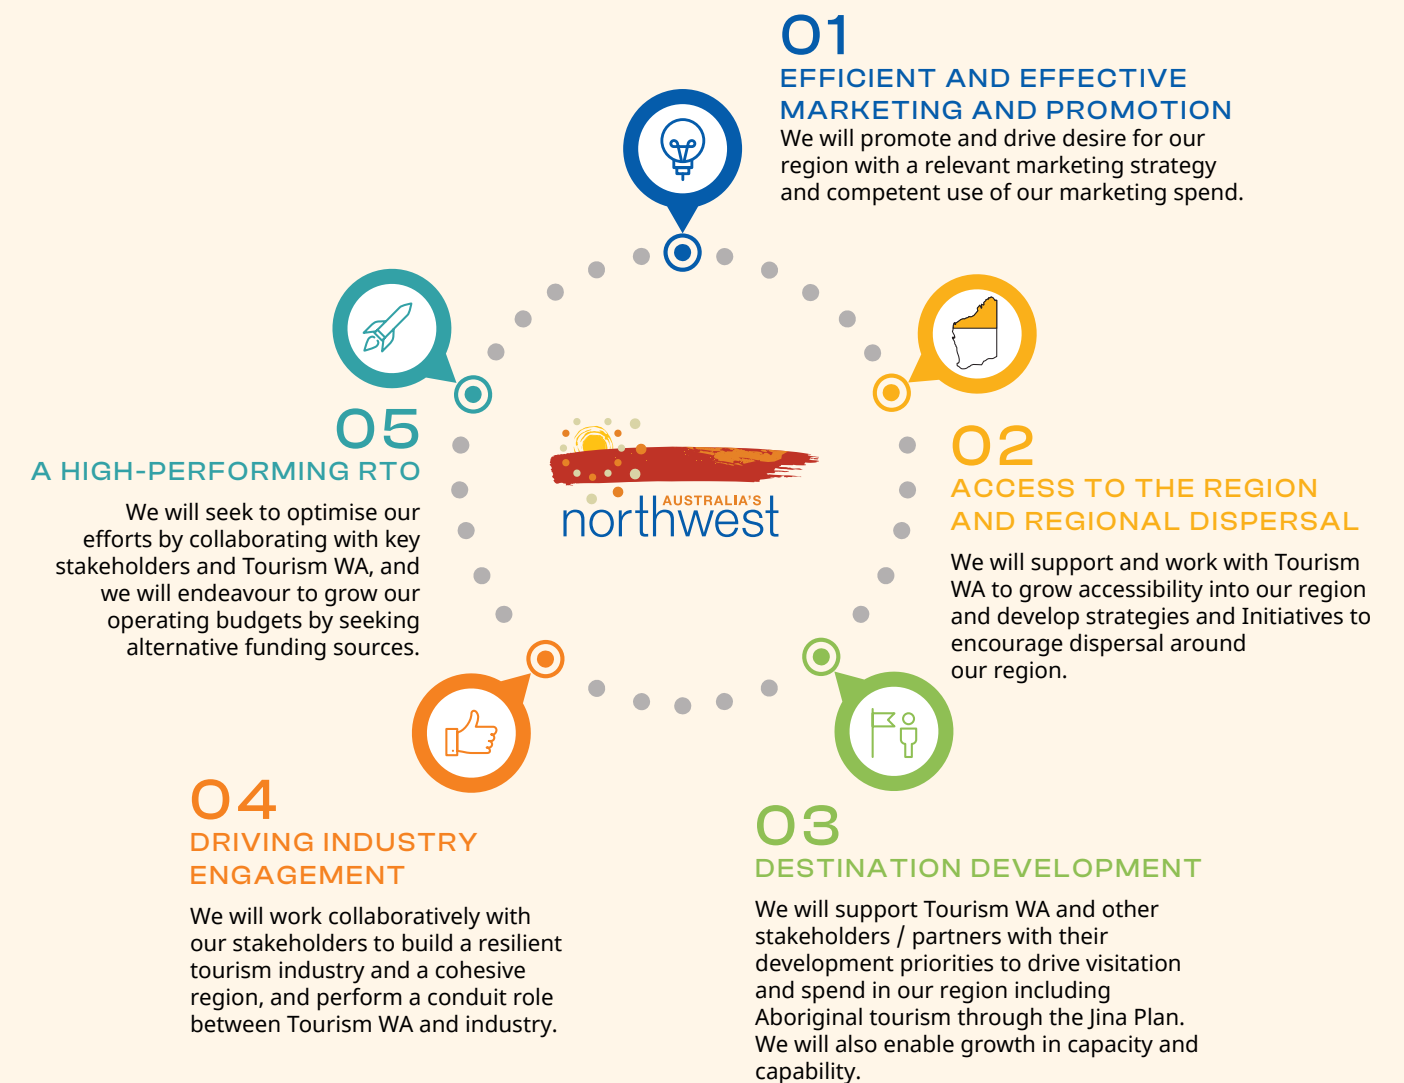 01
EFFICIENT AND EFFECTIVE
MARKETING AND PROMOTION
We will promote and drive desire for our
region with a relevant marketing strategy
and competent use of our marketing spend.
02
ACCESS TO THE REGION
AND REGIONAL DISPERSAL
We will support and work with Tourism
WA to grow accessibility into our region
and develop strategies and Initiatives to
encourage dispersal around
our region.
03
DESTINATION DEVELOPMENT
We will support Tourism WA and other
stakeholders / partners with their
development priorities to drive visitation
and spend in our region including
Aboriginal tourism through the Jina Plan.
We will also enable growth in capacity and
capability.
04
DRIVING INDUSTRY
ENGAGEMENT
We will work collaboratively with
our stakeholders to build a resilient
tourism industry and a cohesive
region, and perform a conduit role
between Tourism WA and industry.
05
A HIGH-PERFORMING RTO
We will seek to optimise our
efforts by collaborating with key
stakeholders and Tourism WA, and
we will endeavour to grow our
operating budgets by seeking
alternative funding sources.
AUSTRALIA'S
northwest